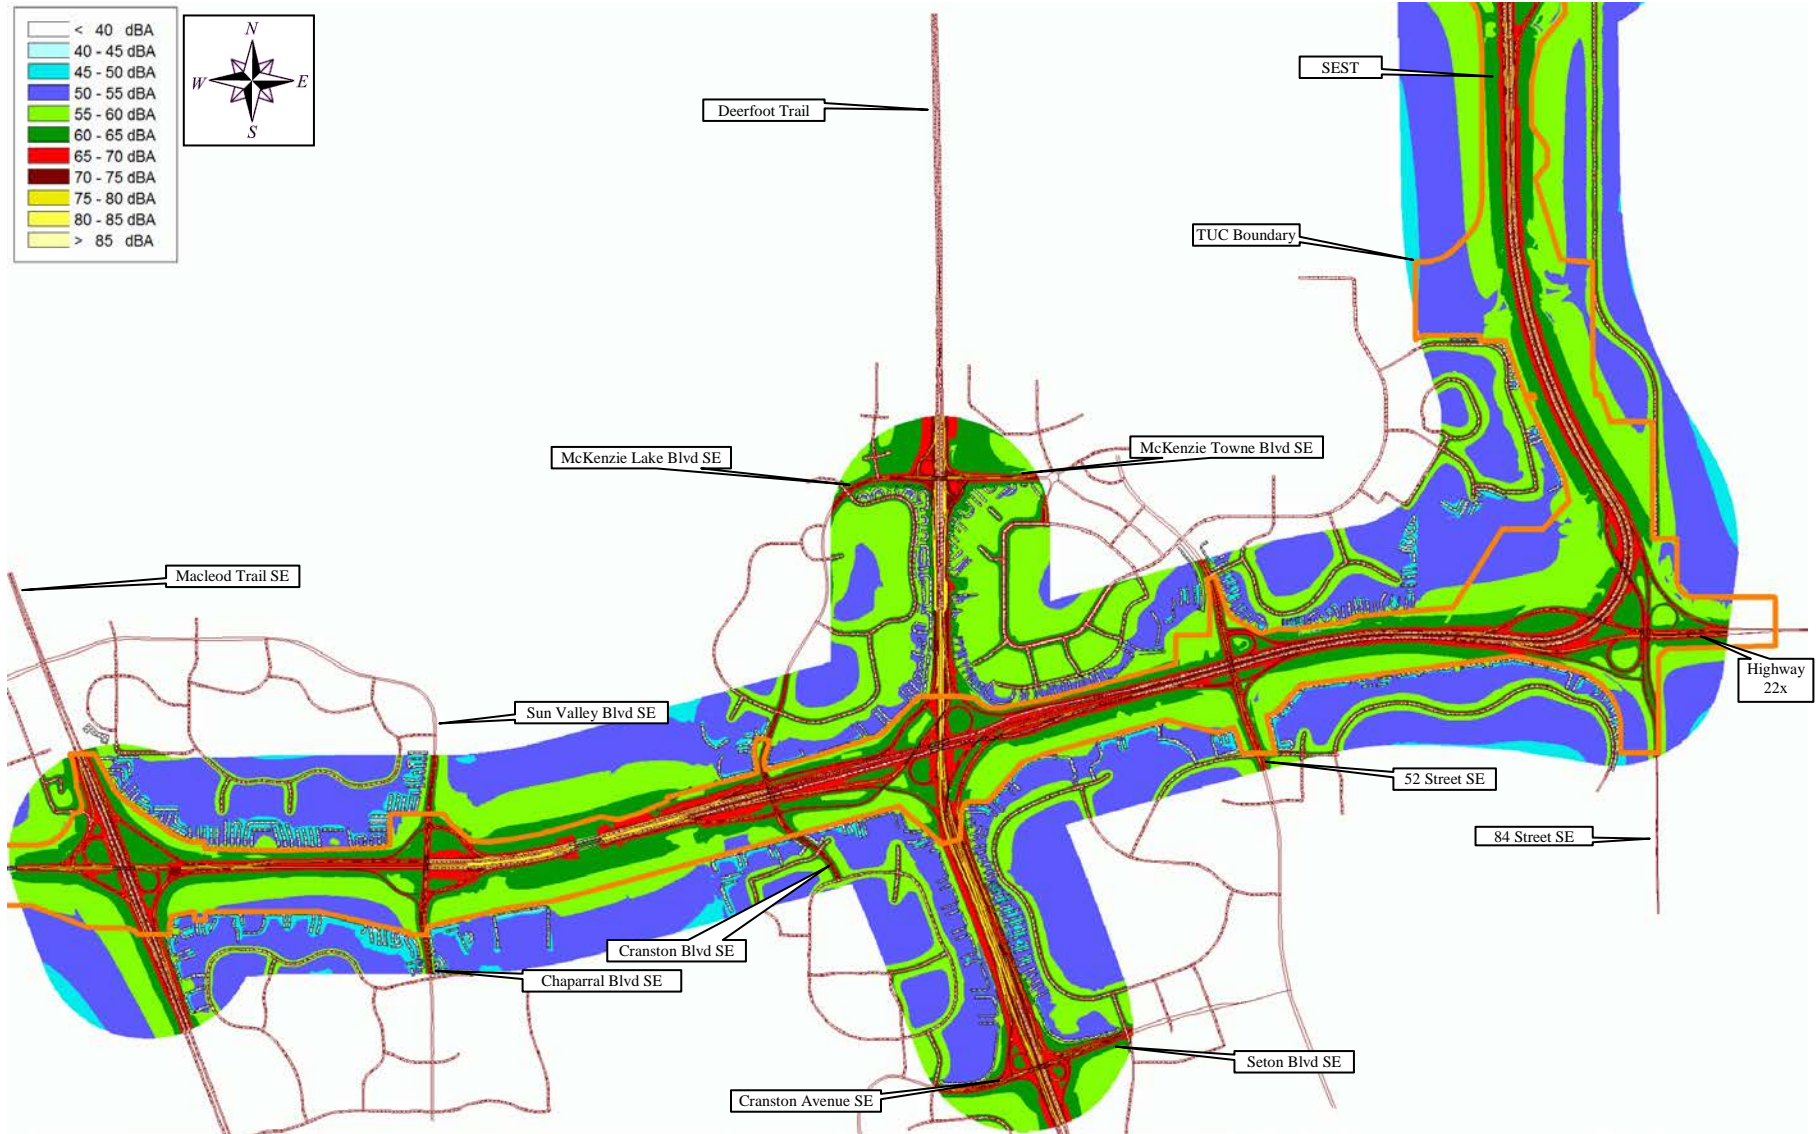 < 40 dBA
40 - 45 dBA
45 - 50 dBA
50 - 55 dBA
55 - 60 dBA
60 - 65 dBA
65 - 70 dBA
70 - 75 dBA
75 - 80 dBA
80 - 85 dBA
> 85 dBA
N
W
E
S
SEST
Deerfoot Trail
TUC Boundary
McKenzie Lake Blvd SE
McKenzie Towne Blvd SE
Macleod Trail SE
Highway
22x
Sun Valley Blvd SE
52 Street SE
84 Street SE
Cranston Blvd SE
Chaparral Blvd SE
Seton Blvd SE
Cranston Avenue SE